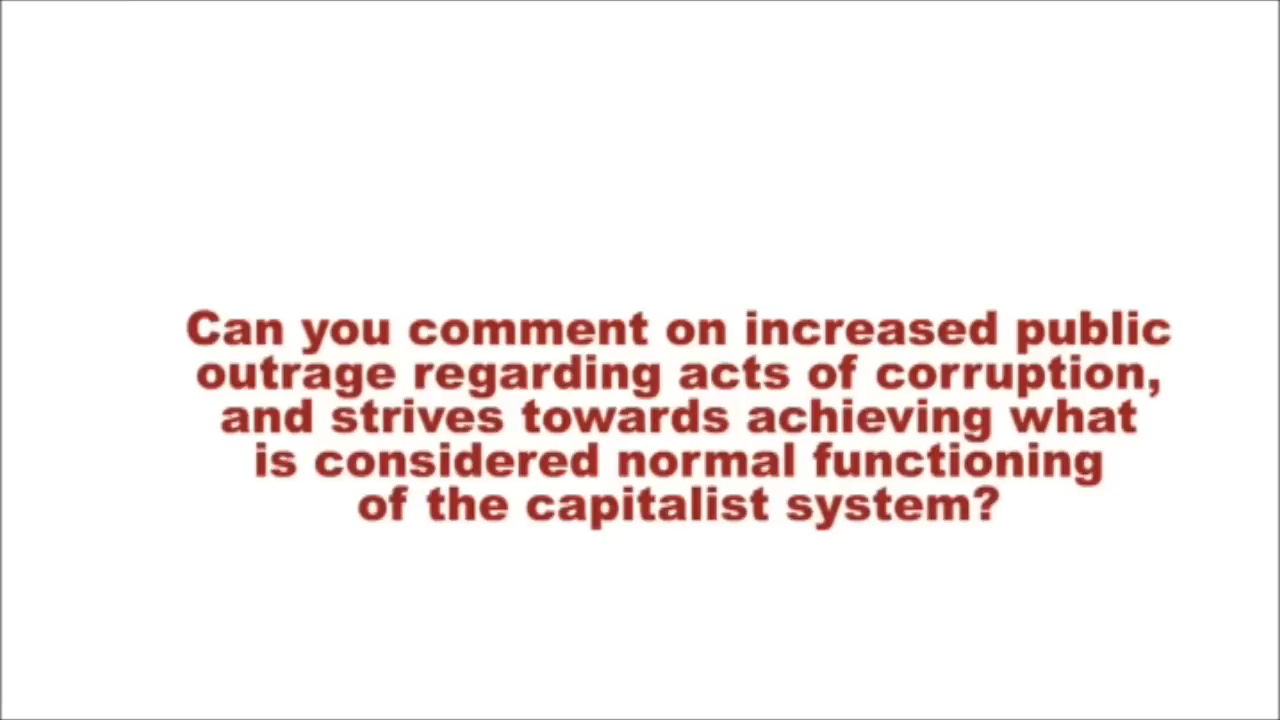 Can you comment on increased public
outrage regarding acts of corruption,
and strives towards achieving what
is considered normal functioning
of the capitalist system?